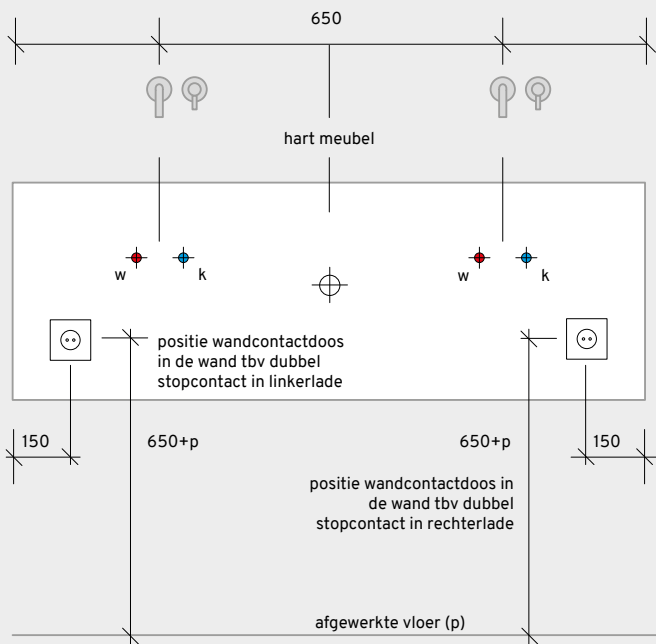 650
hart meubel
w
k
w
k
positie wandcontactdoos
in de wand tbv dubbel
stopcontact in linkerlade
150
650+p
650+p
150
positie wandcontactdoos in
de wand tbv dubbel
stopcontact in rechterlade
afgewerkte vloer (p)